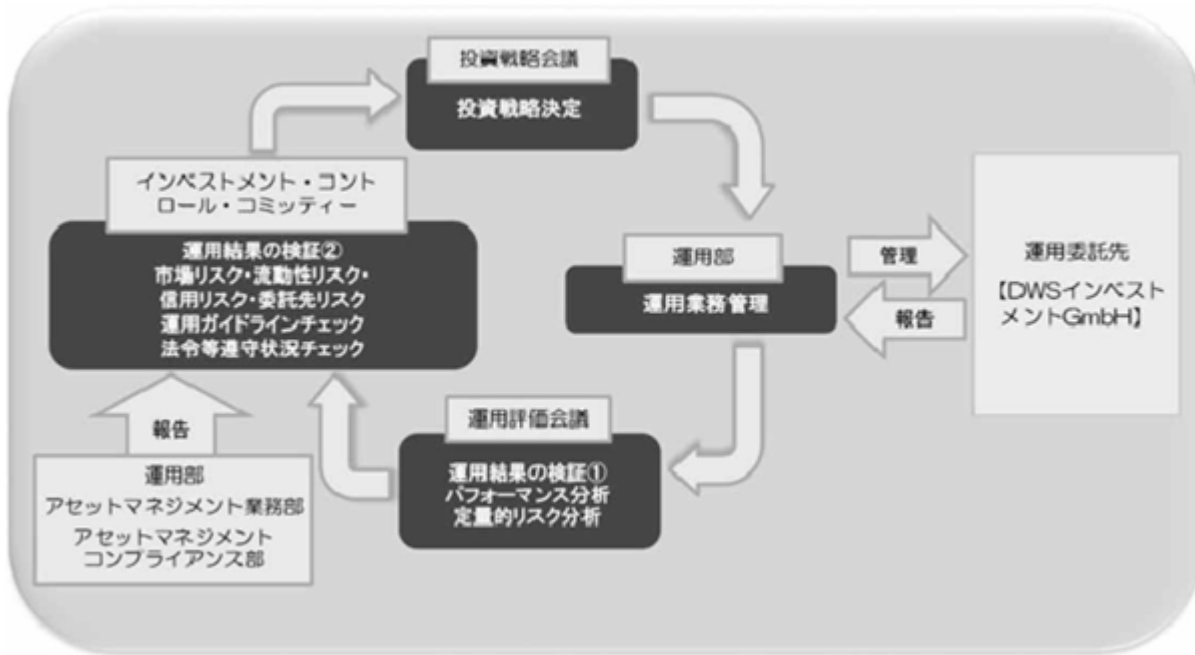 投資戦略会議
投資戦略決定
インベストメント・コント
ロール・コミッティー
運用結果の検証②
市場リスク・流動性リスク・
信用リスク・委託先リスク
運用ガイドラインチェック
法令等遵守状況チェック
運用部
運用業務管理
管理
報告
運用委託先
【DWSインベスト
メントGmbH】
運用評価会議
運用結果の検証①
パフォーマンス分析
定量的リスク分析
報告
運用部
アセットマネジメント業務部
アセットマネジメント
コンプライアンス部